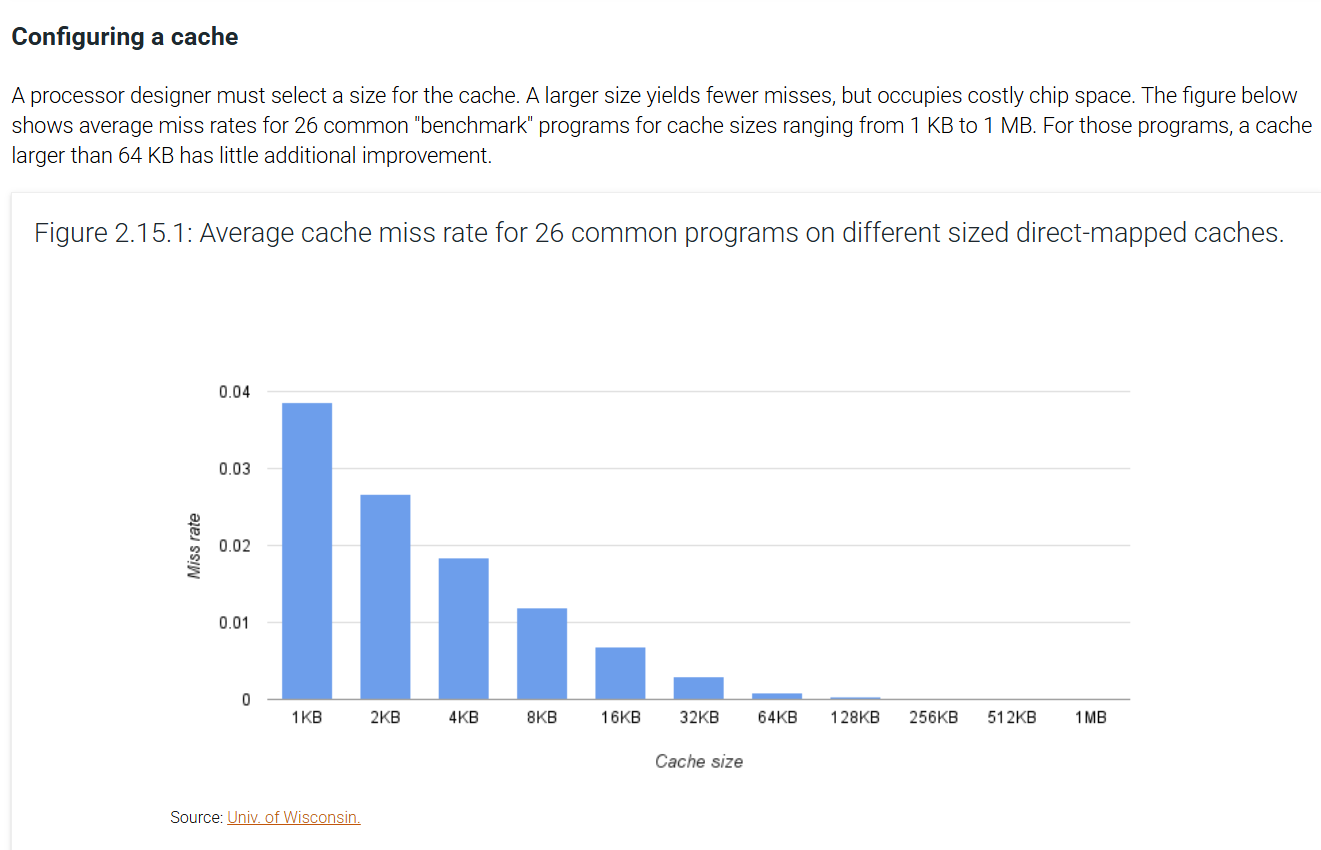 Configuring a cache
A processor designer must select a size for the cache. A larger size yields fewer misses, but occupies costly chip space. The figure below
shows average miss rates for 26 common "benchmark" programs for cache sizes ranging from 1 KB to 1 MB. For those programs, a cache
larger than 64 KB has little additional improvement.
Figure 2.15.1: Average cache miss rate for 26 common programs on different sized direct-mapped caches.
0.04
0.03
0.02
0.01
0
Miss rate
1KB 2KB 4KB 8KB 16KB 32KB 64KB 128KB 256KB 512KB 1MB
Cache size
Source: Univ. of Wisconsin.